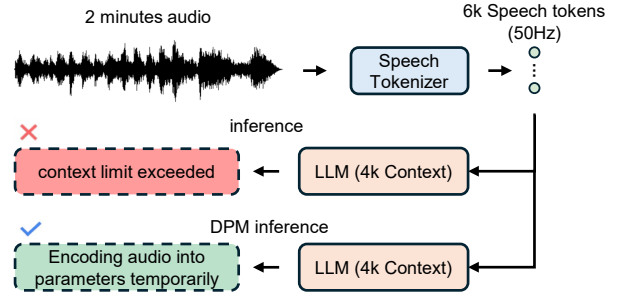 2 minutes audio
6k Speech tokens
(50Hz)
Speech
Tokenizer
inference
context limit exceeded
LLM (4k Context)
DPM inference
Encoding audio into
parameters temporarily
LLM (4k Context)